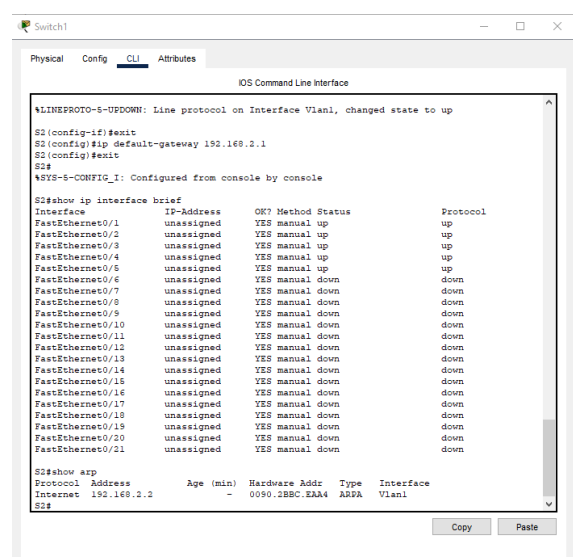 Switch1
Physical Config CLI Attributes
IOS Command Line Interface
%LINEPROTO-5-UPDOWN: Line protocol on Interface Vlan1, changed state to up
S2(config-if)#exit
S2(config)#ip default-gateway 192.168.2.1
S2(config)#exit
S2#
%SYS-5-CONFIG_I: Configured from console by console
S2#show ip interface brief
Interface IP-Address OK? Method Status Protocol
FastEthernet0/1 unassigned YES manual up up
FastEthernet0/2 unassigned YES manual up up
FastEthernet0/3 unassigned YES manual up up
FastEthernet0/4 unassigned YES manual up up
FastEthernet0/5 unassigned YES manual up up
FastEthernet0/6 unassigned YES manual down down
FastEthernet0/7 unassigned YES manual down down
FastEthernet0/8 unassigned YES manual down down
FastEthernet0/9 unassigned YES manual down down
FastEthernet0/10 unassigned YES manual down down
FastEthernet0/11 unassigned YES manual down down
FastEthernet0/12 unassigned YES manual down down
FastEthernet0/13 unassigned YES manual down down
FastEthernet0/14 unassigned YES manual down down
FastEthernet0/15 unassigned YES manual down down
FastEthernet0/16 unassigned YES manual down down
FastEthernet0/17 unassigned YES manual down down
FastEthernet0/18 unassigned YES manual down down
FastEthernet0/19 unassigned YES manual down down
FastEthernet0/20 unassigned YES manual down down
FastEthernet0/21 unassigned YES manual down down
S2#show arp
Protocol Address Age (min) Hardware Addr Type Interface
Internet 192.168.2.2 - 0090.2BBC.EAA4 ARPA Vlan1
S2#
Copy Paste